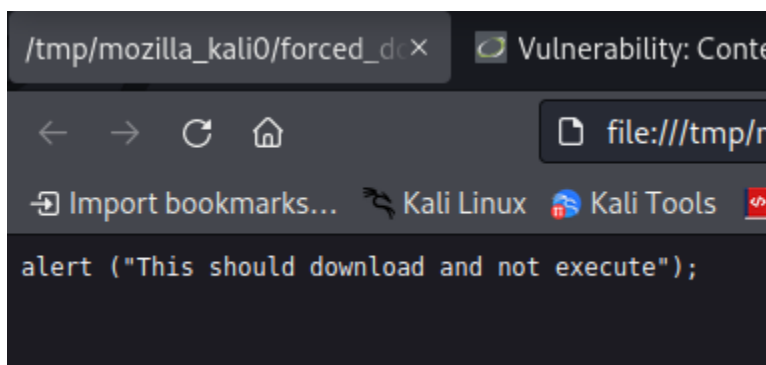 /tmp/mozilla_kali0/forced_d
Vulnerability: Conte
file:///tmp/
Import bookmarks...
Kali Linux
Kali Tools
alert ("This should download and not execute");